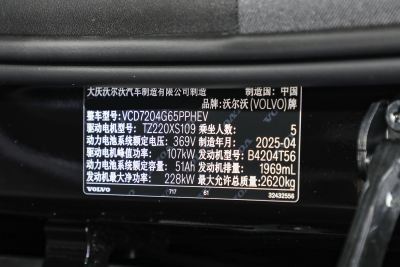 大庆沃尔沃汽车制造有限公司制造 制造国：中国
品牌：沃尔沃(VOLVO)牌
整车型号：VCD7204G65PPHEV
驱动电机型号：TZ220XS109 乘坐人数：5
动力电池系统额定电压：369V 制造年月：2025-04
驱动电机峰值功率：107kW 发动机型号：B4204T56
动力电池系统额定容量：51Ah 发动机排量：1969mL
发动机最大净功率：228kW 最大允许总质量：2620kg
VOLVO 717 61 32432556